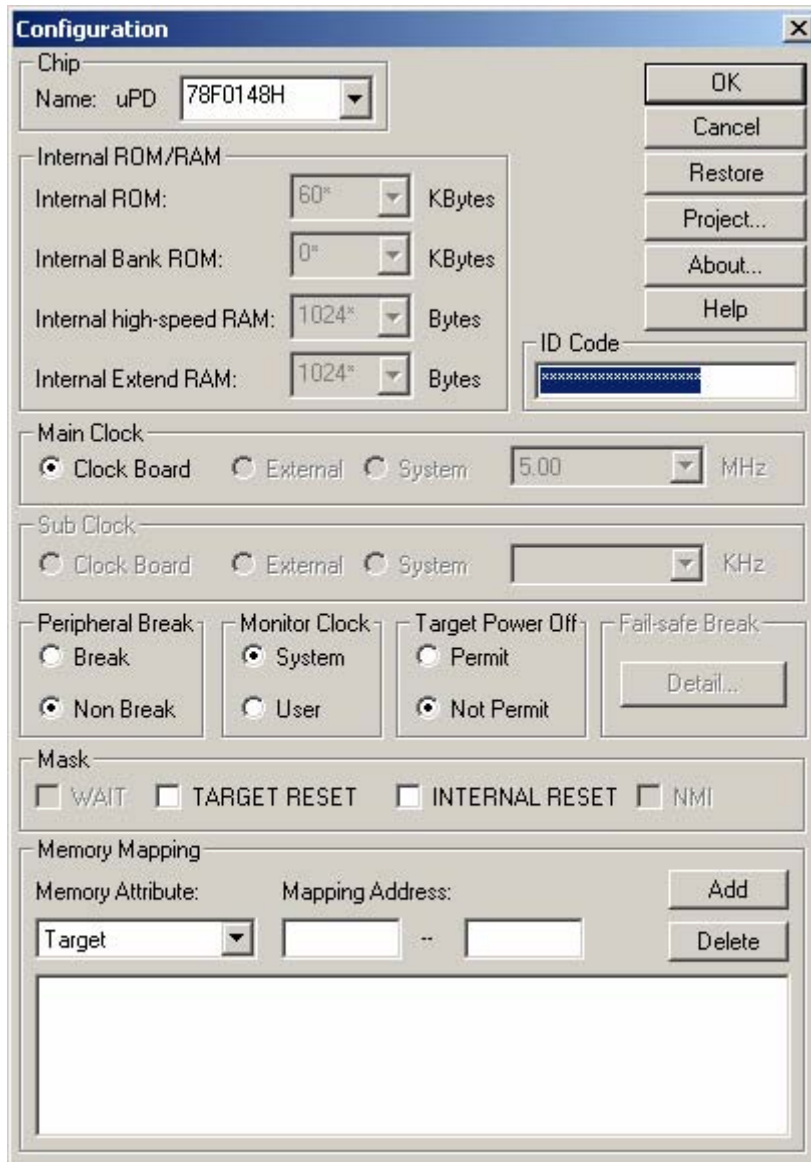 Configuration
Chip
Name: uPD 78F0148H
OK
Cancel
Restore
Project...
About...
Help
Internal ROM/RAM
Internal ROM: 60* KBytes
Internal Bank ROM: 0* KBytes
Internal high-speed RAM: 1024* Bytes
Internal Extend RAM: 1024* Bytes
ID Code
********************
Main Clock
Clock Board External System 5.00 MHz
Sub Clock
Clock Board External System KHz
Peripheral Break
Break
Non Break
Monitor Clock
System
User
Target Power Off
Permit
Not Permit
Fail-safe Break
Detail...
Mask
WAIT TARGET RESET INTERNAL RESET NMI
Memory Mapping
Memory Attribute: Mapping Address: Add
Target -- Delete